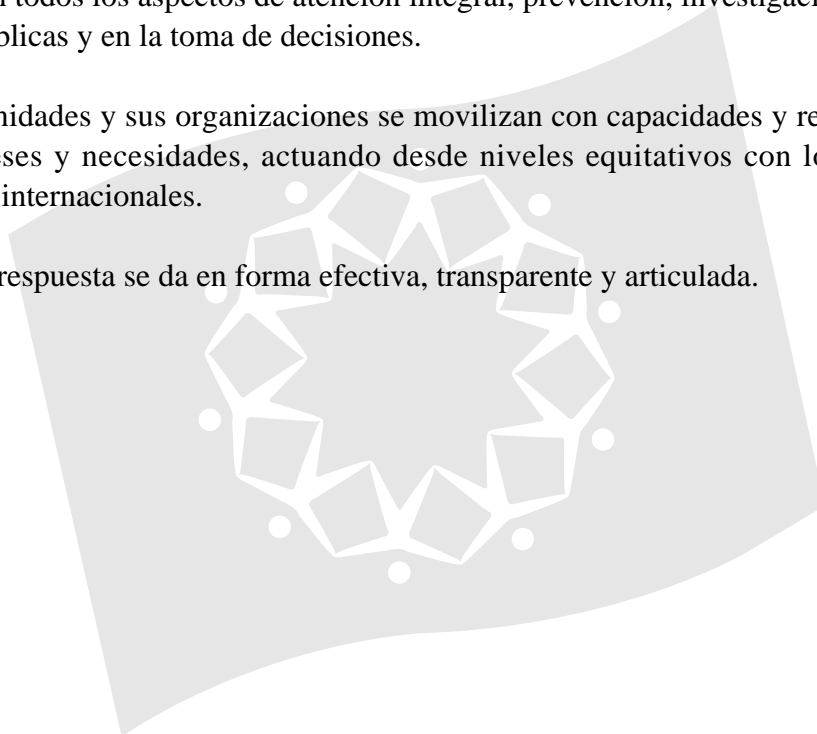 todos los aspectos de atención integral, prevención,
blicas y en la toma de decisiones.
nidades y sus organizaciones se movilizan con capacidades y re
eses y necesidades, actuando desde niveles equitativos con lo
internacionales.
respuesta se da en forma efectiva, transparente y articulada.